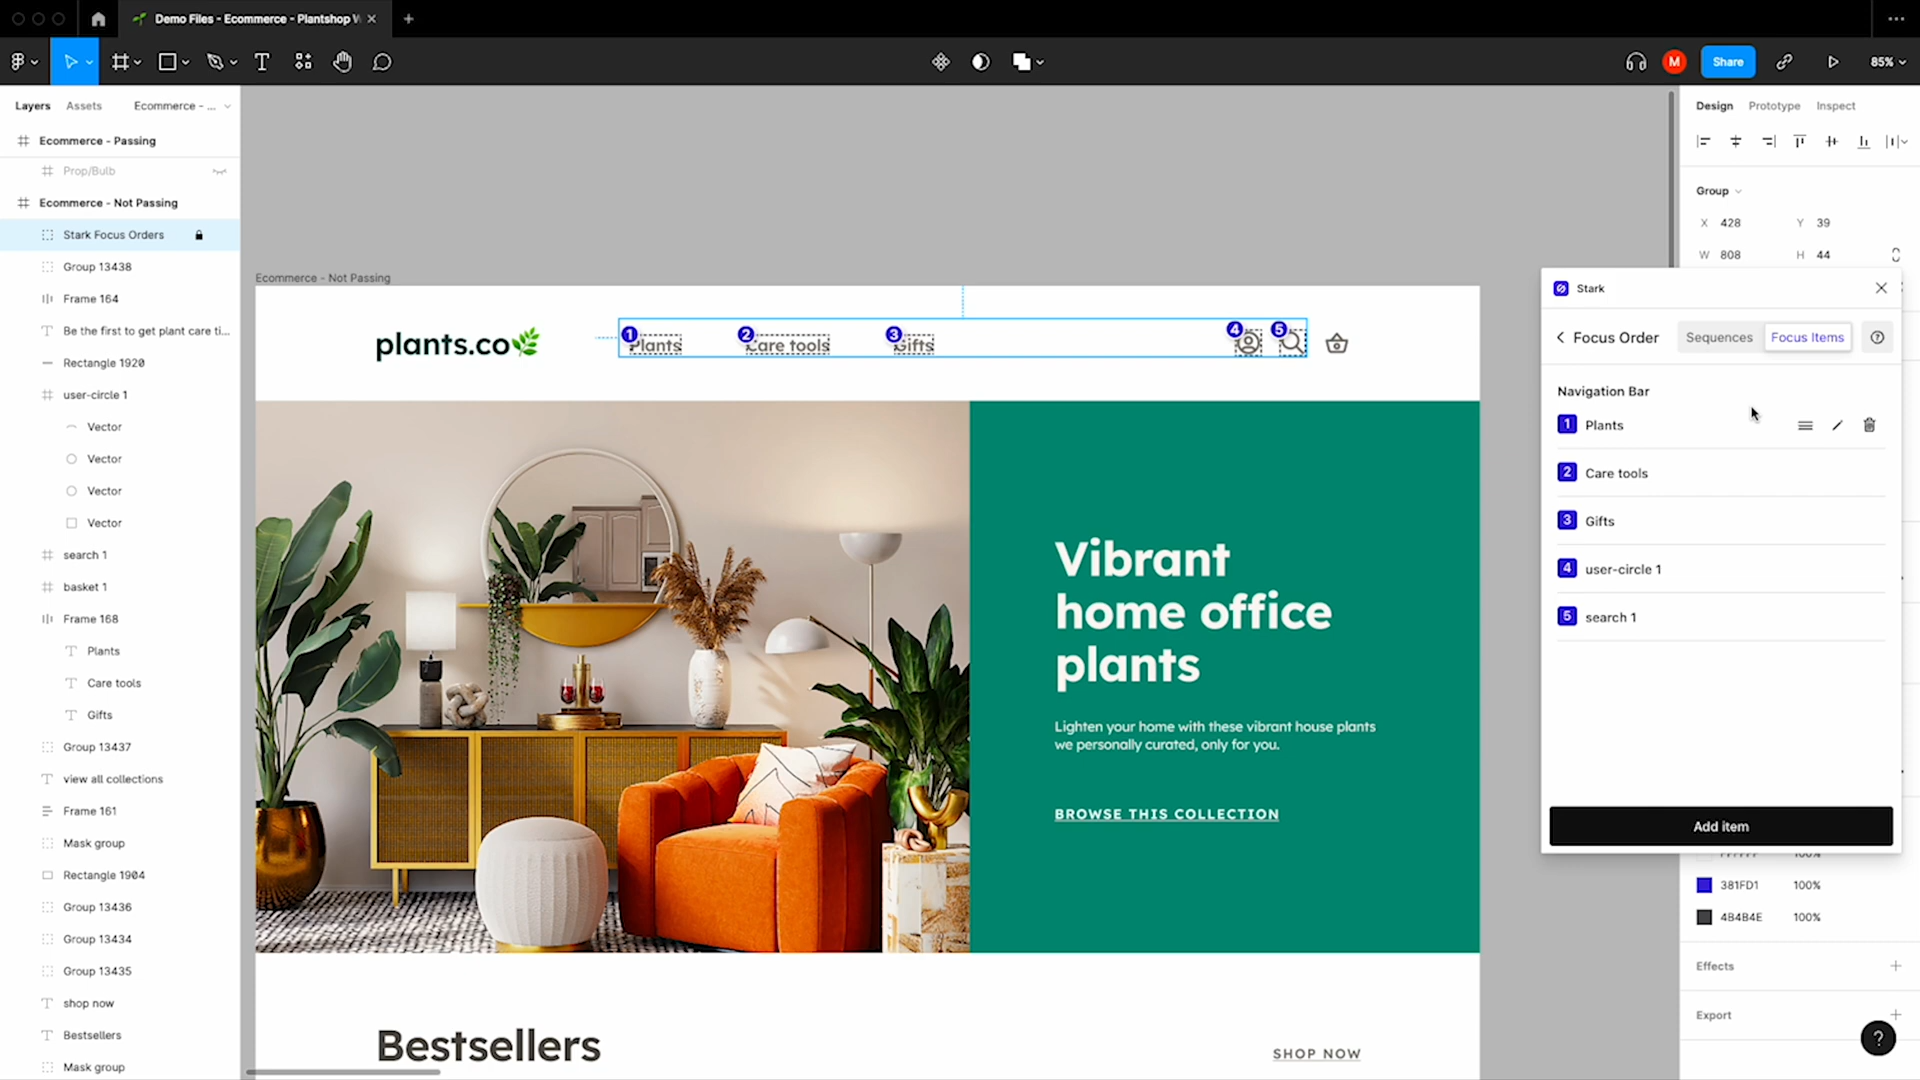 Demo Files - Ecommerce - Plantshop W
M
Share
85%
Layers
Assets
Ecommerce - ...
Ecommerce - Passing
Prop/Bulb
Ecommerce - Not Passing
Stark Focus Orders
Group 13438
Frame 164
Be the first to get plant care ti...
Rectangle 1920
user-circle 1
Vector
Vector
Vector
Vector
search 1
basket 1
Frame 168
Plants
Care tools
Gifts
Group 13437
view all collections
Frame 161
Mask group
Rectangle 1904
Group 13436
Group 13434
Group 13435
shop now
Bestsellers
Mask group
Ecommerce - Not Passing
plants.co
1 Plants
2 Care tools
3 Gifts
4
5
Vibrant
home office
plants
Lighten your home with these vibrant house plants
we personally curated, only for you.
BROWSE THIS COLLECTION
Bestsellers
SHOP NOW
Design
Prototype
Inspect
Group
X 428
Y 39
W 808
H 44
Stark
Focus Order
Sequences
Focus Items
?
Navigation Bar
1 Plants
2 Care tools
3 Gifts
4 user-circle 1
5 search 1
Add item
FFFFFF 100%
381FD1 100%
4B4B4E 100%
Effects
Export
?